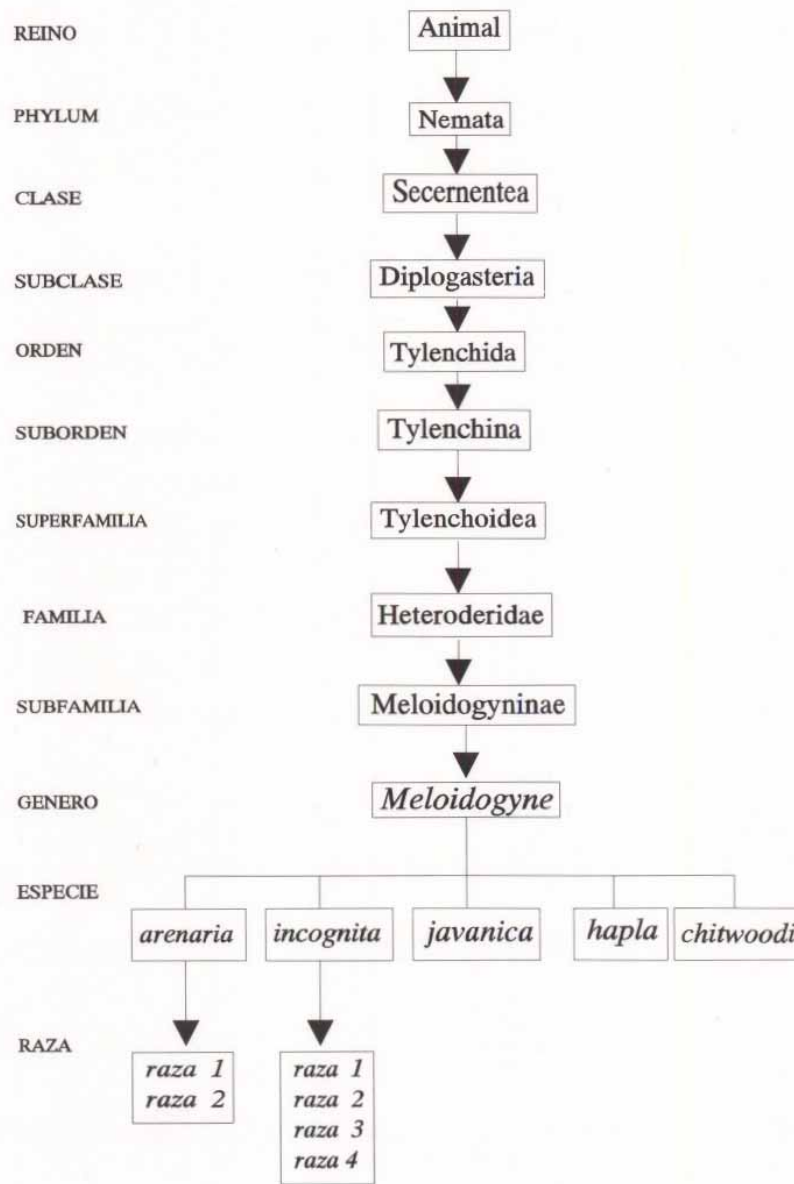 REINO Animal
PHYLUM Nemata
CLASE Secernentea
SUBCLASE Diplogasteria
ORDEN Tylenchida
SUBORDEN Tylenchina
SUPERFAMILIA Tylenchoidea
FAMILIA Heteroderidae
SUBFAMILIA Meloidogyninae
GENERO Meloidogyne
ESPECIE
arenaria incognita javanica hapla chitwoodi
RAZA
raza 1 raza 1
raza 2 raza 2
raza 3
raza 4